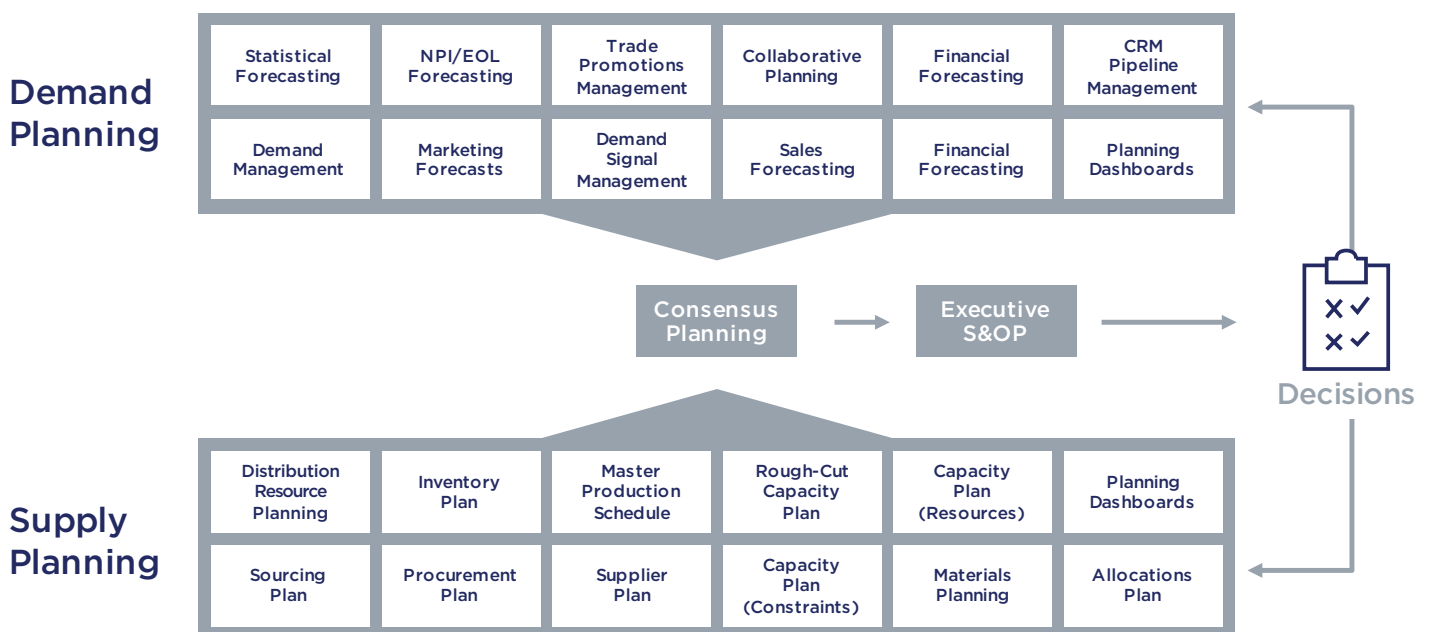 Demand
Planning
Statistical
Forecasting
NPI/EOL
Forecasting
Trade
Promotions
Management
Collaborative
Planning
Financial
Forecasting
CRM
Pipeline
Management
Demand
Management
Marketing
Forecasts
Demand
Signal
Management
Sales
Forecasting
Financial
Forecasting
Planning
Dashboards
Consensus
Planning
Executive
S&OP
Decisions
Supply
Planning
Distribution
Resource
Planning
Inventory
Plan
Master
Production
Schedule
Rough-Cut
Capacity
Plan
Capacity
Plan
(Resources)
Planning
Dashboards
Sourcing
Plan
Procurement
Plan
Supplier
Plan
Capacity
Plan
(Constraints)
Materials
Planning
Allocations
Plan